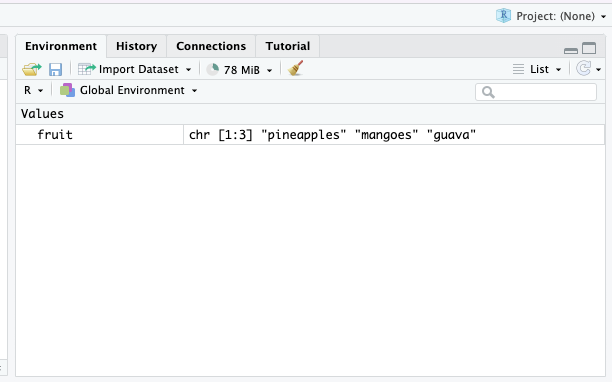 R Project: (None)
Environment History Connections Tutorial
Import Dataset 78 MiB List
R Global Environment
Values
fruit chr [1:3] "pineapples" "mangoes" "guava"